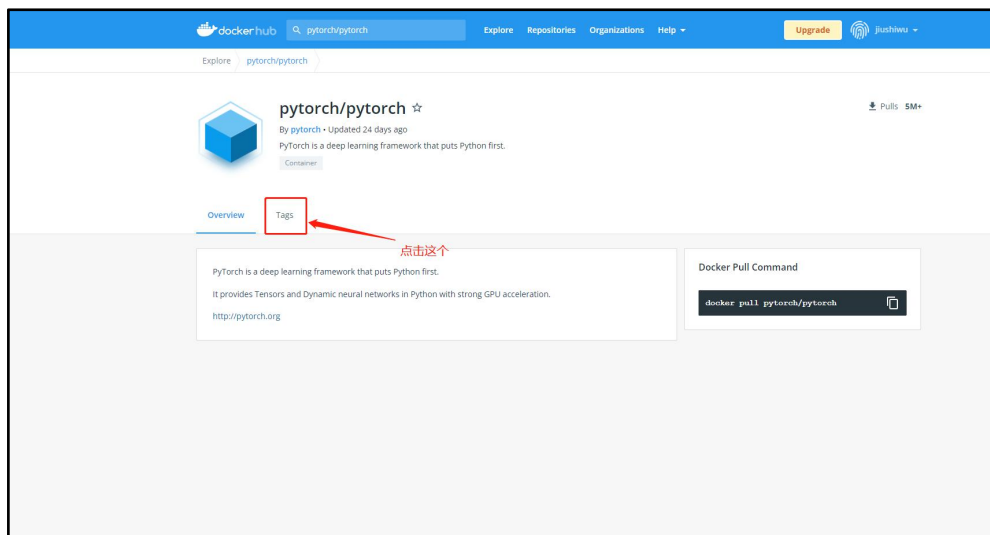 docker hub pytorch/pytorch Explore Repositories Organizations Help Upgrade jiushiwu
Explore pytorch/pytorch
pytorch/pytorch Pulls 5M+
By pytorch • Updated 24 days ago
PyTorch is a deep learning framework that puts Python first.
Container
Overview Tags
点击这个
PyTorch is a deep learning framework that puts Python first.
It provides Tensors and Dynamic neural networks in Python with strong GPU acceleration.
http://pytorch.org
Docker Pull Command
docker pull pytorch/pytorch